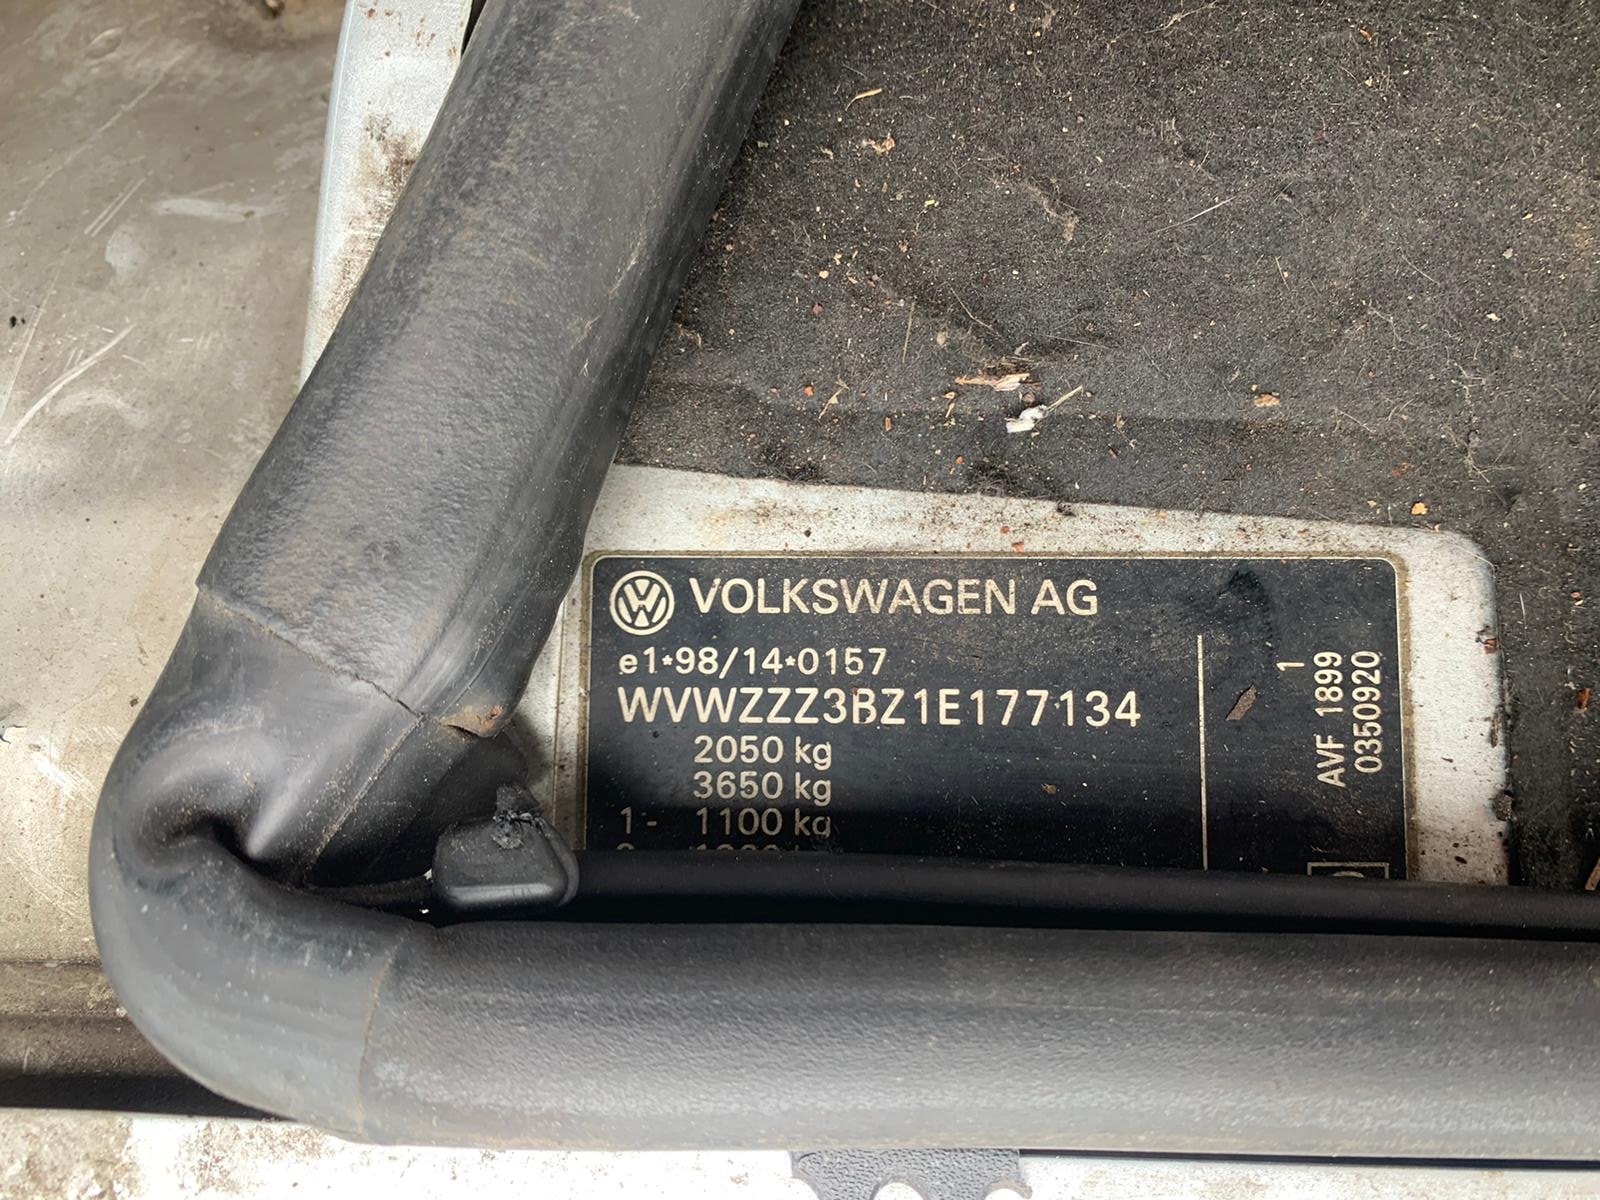 VOLKSWAGEN AG
e1*98/14*0157
WVWZZZ3BZ1E177134
2050 kg
3650 kg
1 - 1100 kg
1
AVF 1899
0350920